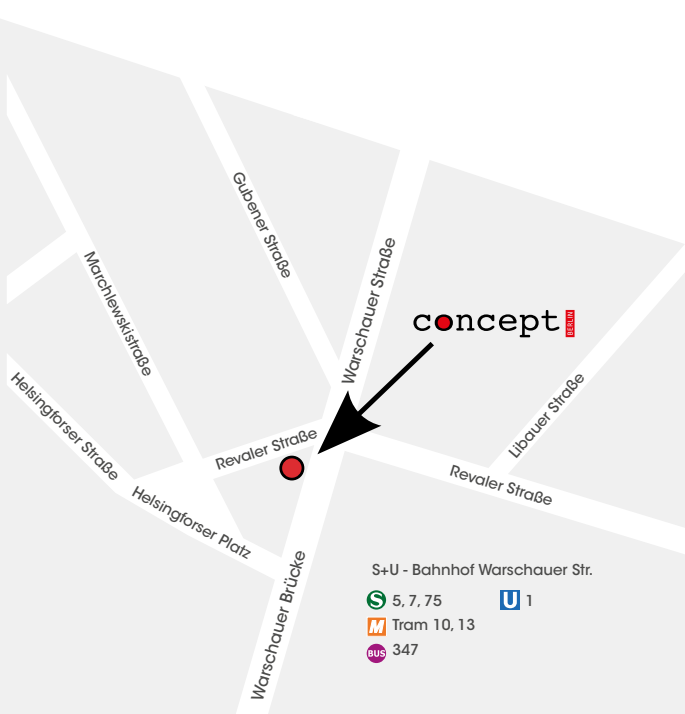 Gubener Straße
Warschauer Straße
Marchlewskistraße
concept BERLIN
Helsingforser Straße
Libauer Straße
Revaler Straße
Revaler Straße
Helsingforser Platz
Warschauer Brücke
S+U - Bahnhof Warschauer Str.
S 5, 7, 75 U 1
M Tram 10, 13
BUS 347